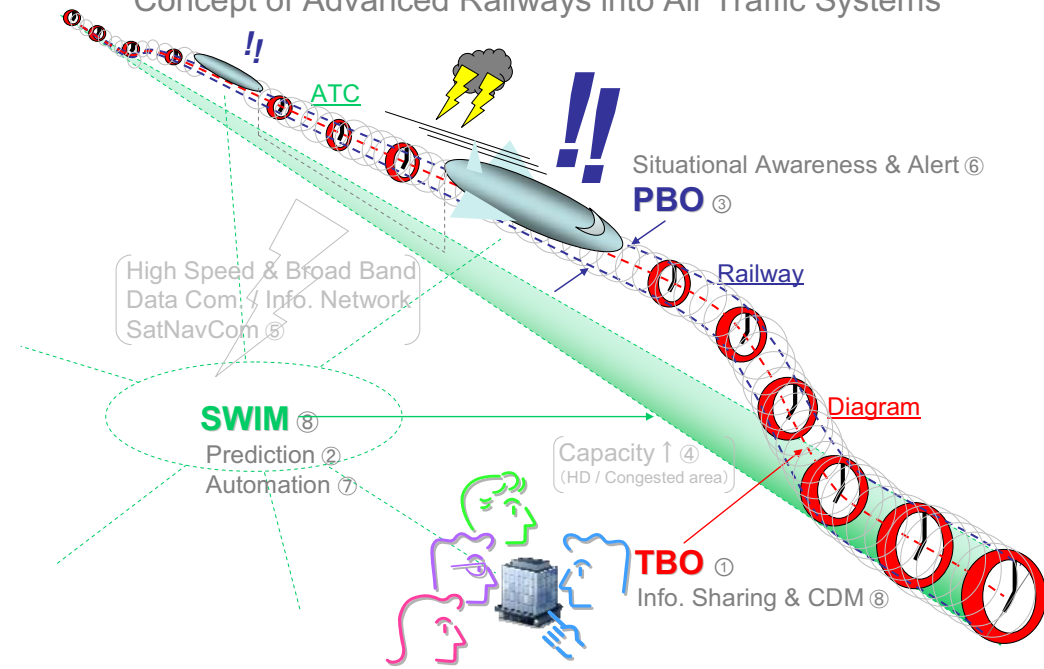 Concept of Advanced Railways into Air Traffic Systems
!!
ATC
!!
Situational Awareness & Alert ⑥
PBO ③
Railway
High Speed & Broad Band
Data Com. / Info. Network
SatNavCom ⑤
Diagram
SWIM ⑧
Prediction ②
Automation ⑦
Capacity ↑ ④
(HD / Congested area)
TBO ①
Info. Sharing & CDM ⑧